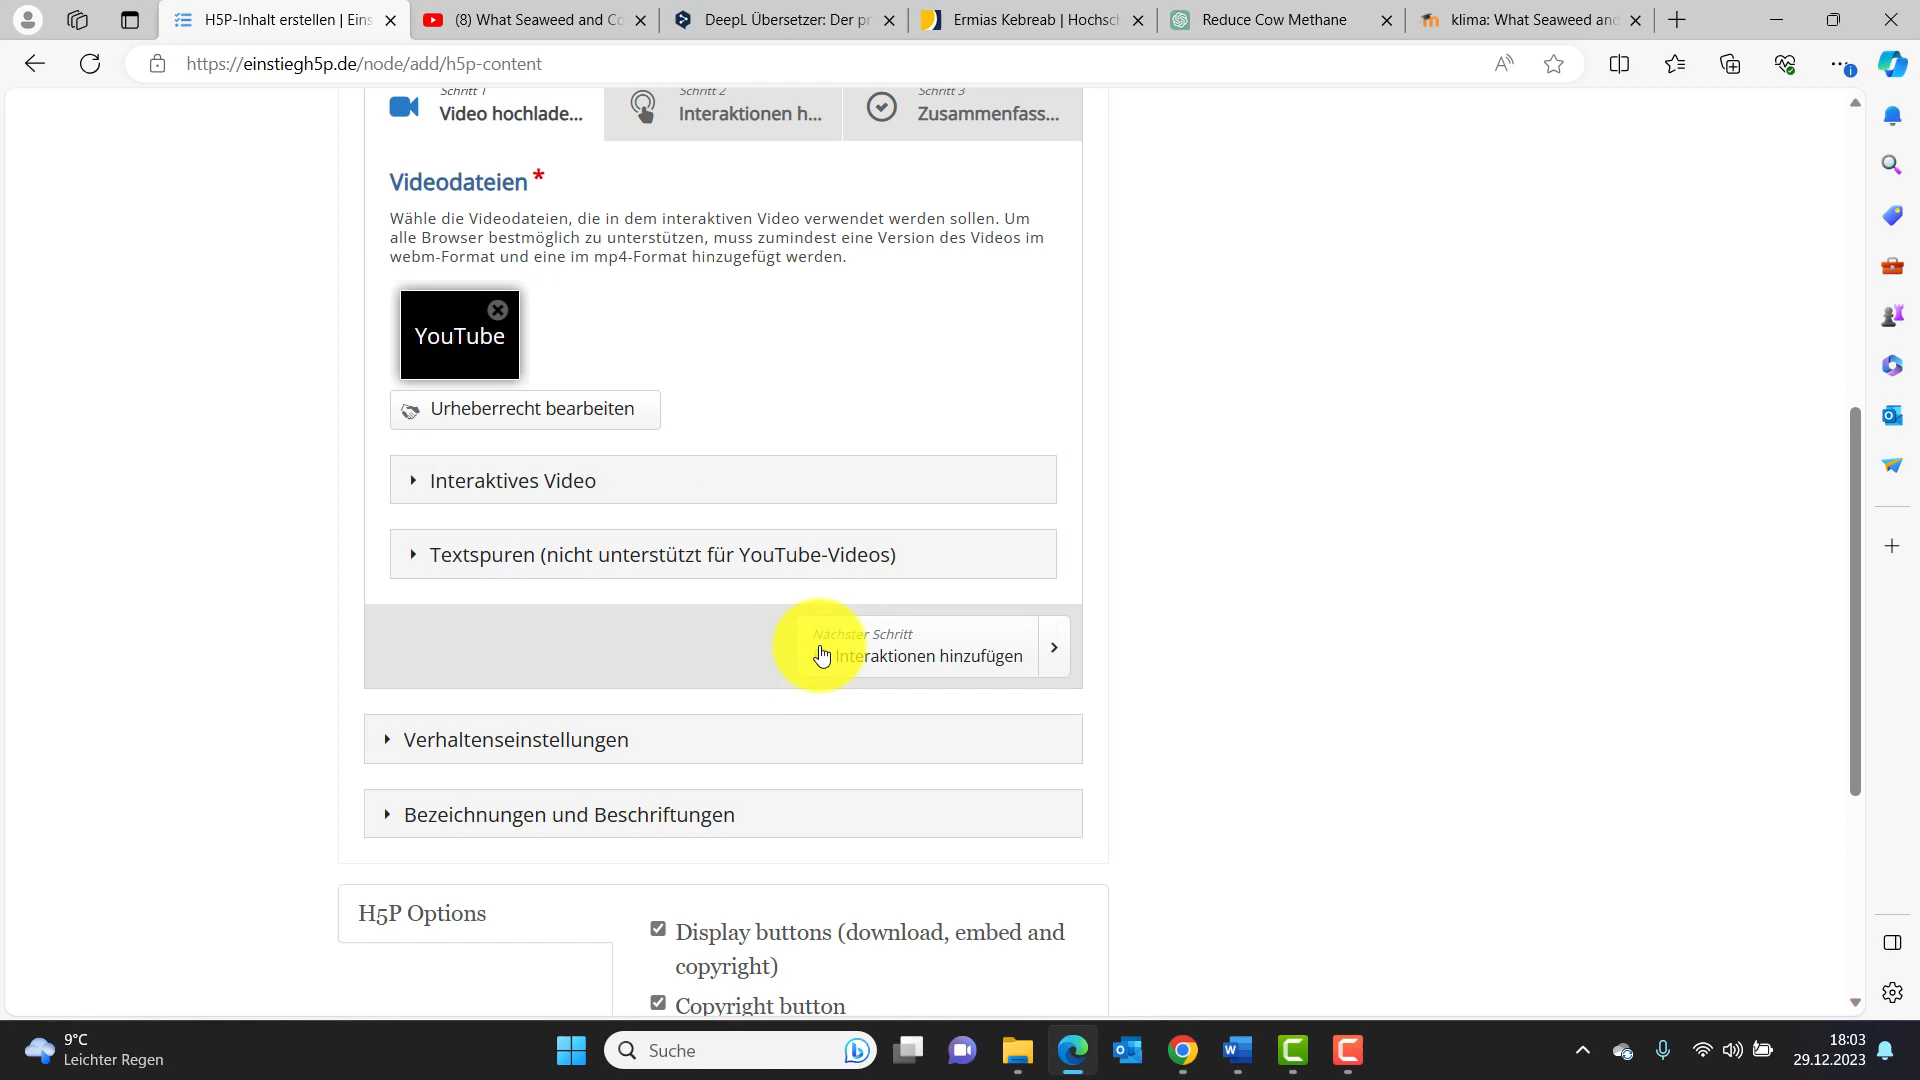 H5P-Inhalt erstellen | Eins
(8) What Seaweed and Co
DeepL Übersetzer: Der pr
Ermias Kebreab | Hochsch
Reduce Cow Methane
klima: What Seaweed and
https://einstiegh5p.de/node/add/h5p-content
Schritt 1
Video hochlade...
Schritt 2
Interaktionen h...
Schritt 3
Zusammenfass...
Videodateien *
Wähle die Videodateien, die in dem interaktiven Video verwendet werden sollen. Um
alle Browser bestmöglich zu unterstützen, muss zumindest eine Version des Videos im
webm-Format und eine im mp4-Format hinzugefügt werden.
YouTube
Urheberrecht bearbeiten
Interaktives Video
Textspuren (nicht unterstützt für YouTube-Videos)
Nächster Schritt
Interaktionen hinzufügen
Verhaltenseinstellungen
Bezeichnungen und Beschriftungen
H5P Options
Display buttons (download, embed and
copyright)
Copyright button
9°C
Leichter Regen
Suche
18:03
29.12.2023